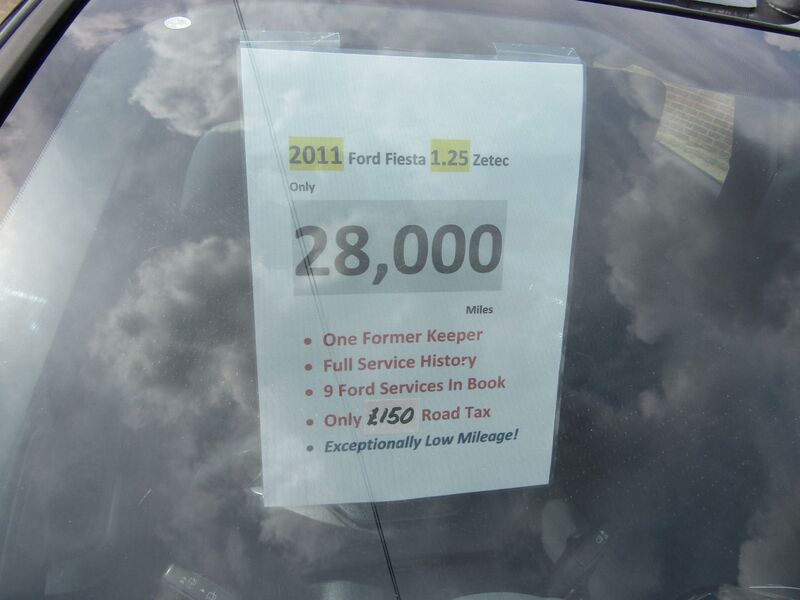 2011 Ford Fiesta 1.25 Zetec
Only
28,000
Miles
• One Former Keeper
• Full Service History
• 9 Ford Services In Book
• Only £150 Road Tax
• Exceptionally Low Mileage!